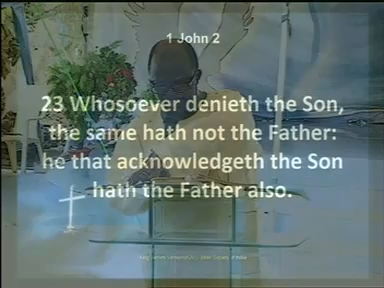 1 John 2
23 Whosoever denieth the Son,
the same hath not the Father:
he that acknowledgeth the Son
hath the Father also.